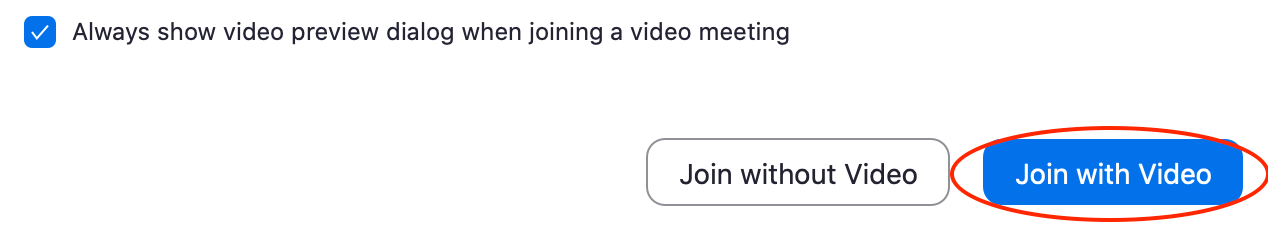 Always show video preview dialog when joining a video meeting
Join without Video
Join with Video